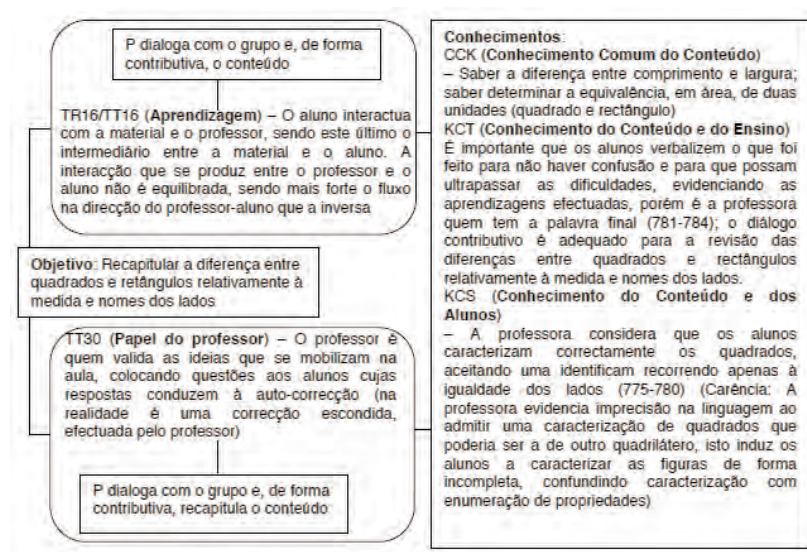 P dialoga com o grupo e, de forma
contributiva, o conteúdo
TR16/TT16 (Aprendizagem) – O aluno interactua
com a material e o professor, sendo este último o
intermediário entre a material e o aluno. A
interacção que se produz entre o professor e o
aluno não é equilibrada, sendo mais forte o fluxo
na direcção do professor-aluno que a inversa
Objetivo: Recapitular a diferença entre
quadrados e retângulos relativamente à
medida e nomes dos lados
TT30 (Papel do professor) – O professor é
quem valida as ideias que se mobilizam na
aula, colocando questões aos alunos cujas
respostas conduzem à auto-correcção (na
realidade é uma correcção escondida,
efectuada pelo professor)
P dialoga com o grupo e, de forma
contributiva, recapitula o conteúdo
Conhecimentos:
CCK (Conhecimento Comum do Conteúdo)
– Saber a diferença entre comprimento e largura;
saber determinar a equivalência, em área, de duas
unidades (quadrado e rectângulo)
KCT (Conhecimento do Conteúdo e do Ensino)
É importante que os alunos verbalizem o que foi
feito para não haver confusão e para que possam
ultrapassar as dificuldades, evidenciando as
aprendizagens efectuadas, porém é a professora
quem tem a palavra final (781-784); o diálogo
contributivo é adequado para a revisão das
diferenças entre quadrados e rectângulos
relativamente à medida e nomes dos lados.
KCS (Conhecimento do Conteúdo e dos
Alunos)
– A professora considera que os alunos
caracterizam correctamente os quadrados,
aceitando uma identificam recorrendo apenas à
igualdade dos lados (775-780) (Carência: A
professora evidencia imprecisão na linguagem ao
admitir uma caracterização de quadrados que
poderia ser a de outro quadrilátero, isto induz os
alunos a caracterizar as figuras de forma
incompleta, confundindo caracterização com
enumeração de propriedades)